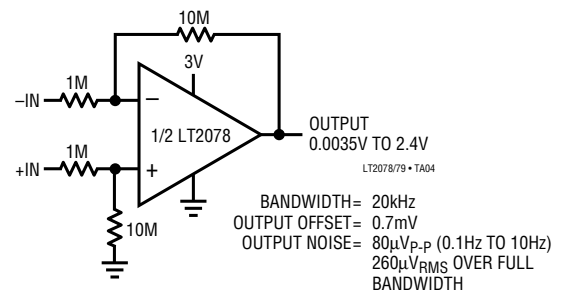 10M
3V
1M
–IN
–
1/2 LT2078
OUTPUT
0.0035V TO 2.4V
1M
+IN
+
LT2078/79 • TA04
10M
BANDWIDTH= 20kHz
OUTPUT OFFSET= 0.7mV
OUTPUT NOISE= 80µVP-P (0.1Hz TO 10Hz)
260µVRMS OVER FULL
BANDWIDTH